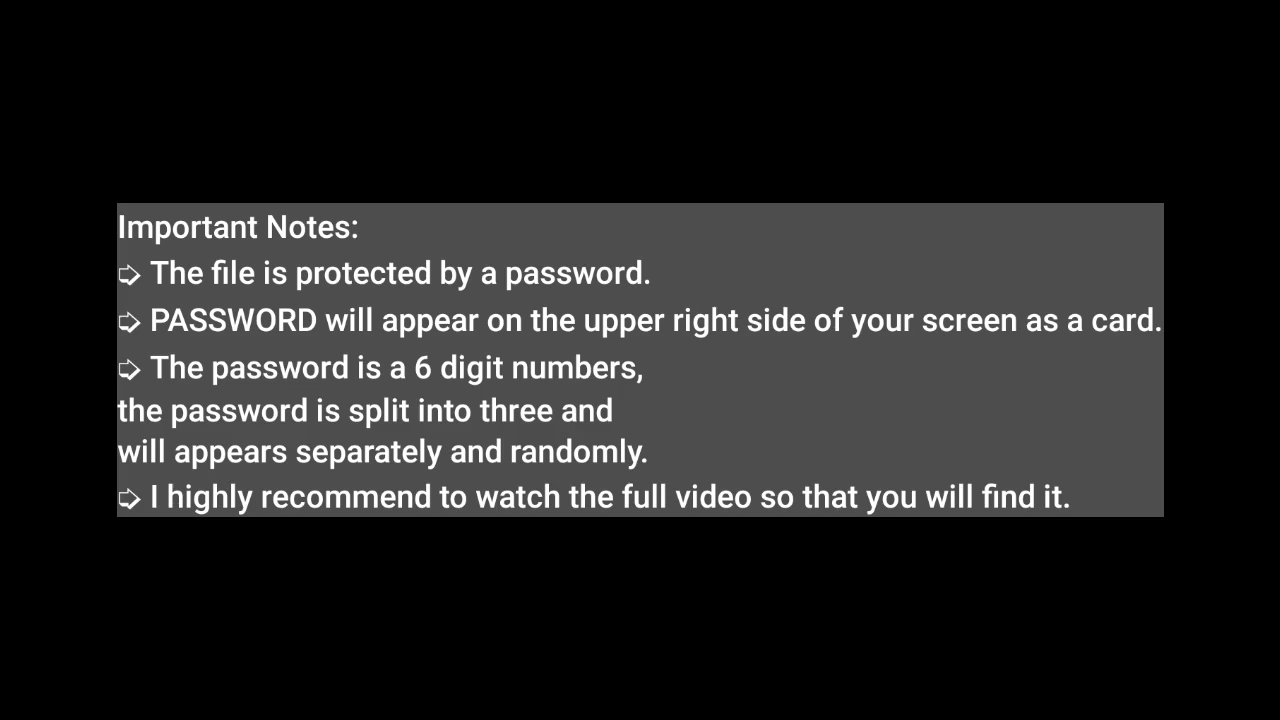 Important Notes:
➩ The file is protected by a password.
➩ PASSWORD will appear on the upper right side of your screen as a card.
➩ The password is a 6 digit numbers,
the password is split into three and
will appears separately and randomly.
➩ I highly recommend to watch the full video so that you will find it.